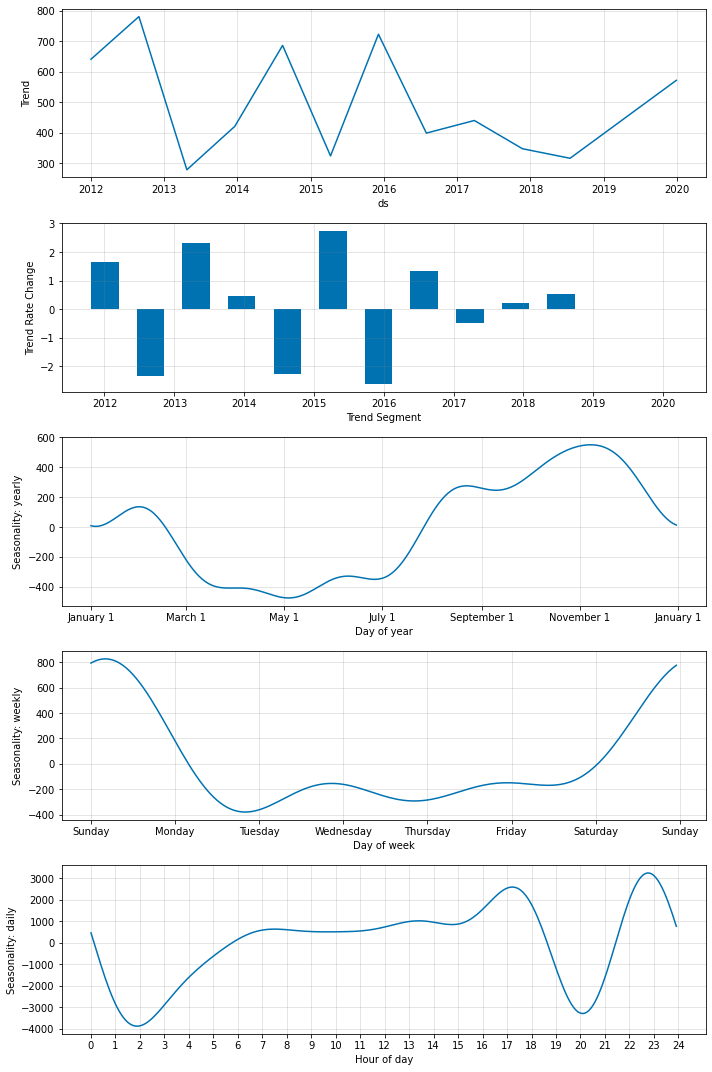 800
700
600
500
400
300
Trend
2012 2013 2014 2015 2016 2017 2018 2019 2020
ds
3
2
1
0
−1
−2
Trend Rate Change
2012 2013 2014 2015 2016 2017 2018 2019 2020
Trend Segment
600
400
200
0
−200
−400
Seasonality: yearly
January 1 March 1 May 1 July 1 September 1 November 1 January 1
Day of year
800
600
400
200
0
−200
−400
Seasonality: weekly
Sunday Monday Tuesday Wednesday Thursday Friday Saturday Sunday
Day of week
3000
2000
1000
0
−1000
−2000
−3000
−4000
Seasonality: daily
0 1 2 3 4 5 6 7 8 9 10 11 12 13 14 15 16 17 18 19 20 21 22 23 24
Hour of day